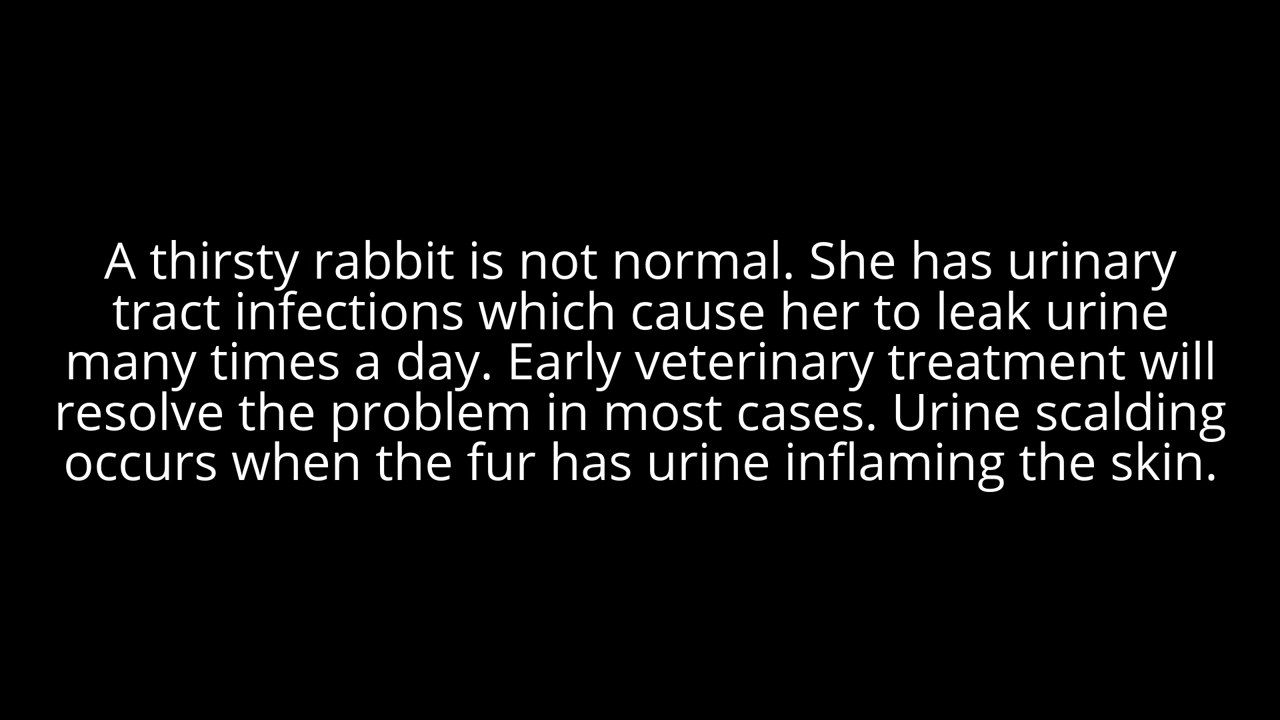 A thirsty rabbit is not normal. She has urinary
tract infections which cause her to leak urine
many times a day. Early veterinary treatment will
resolve the problem in most cases. Urine scalding
occurs when the fur has urine inflaming the skin.